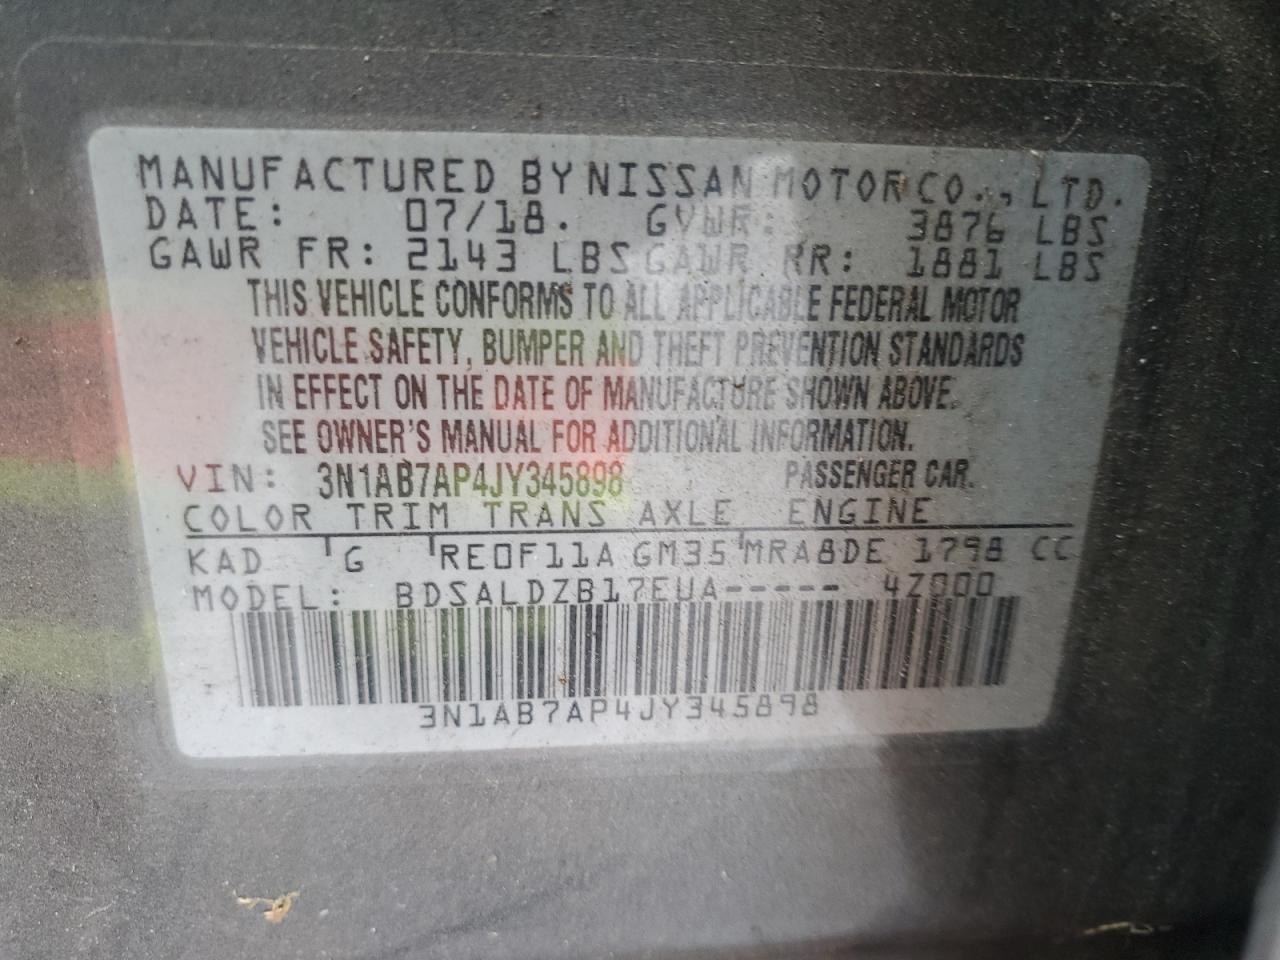 MANUFACTURED BY NISSAN MOTOR CO., LTD.
DATE: 07/18. GVWR: 3876 LBS
GAWR FR: 2143 LBS GAWR RR: 1881 LBS
THIS VEHICLE CONFORMS TO ALL APPLICABLE FEDERAL MOTOR
VEHICLE SAFETY, BUMPER AND THEFT PREVENTION STANDARDS
IN EFFECT ON THE DATE OF MANUFACTURE SHOWN ABOVE.
SEE OWNER'S MANUAL FOR ADDITIONAL INFORMATION.
VIN: 3N1AB7AP4JY345898 PASSENGER CAR.
COLOR TRIM TRANS AXLE ENGINE
KAD G RE0F11A GM35 MRA8DE 1798 CC
MODEL: BDSALDZB17EUA----- 4Z000
3N1AB7AP4JY345898